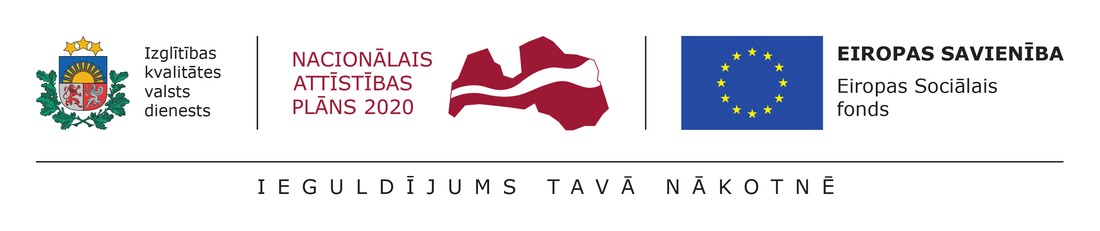 Izglītības
kvalitātes
valsts
dienests
NACIONĀLAIS
ATTĪSTĪBAS
PLĀNS 2020
EIROPAS SAVIENĪBA
Eiropas Sociālais
fonds
IEGULDĪJUMS TAVĀ NĀKOTNĒ